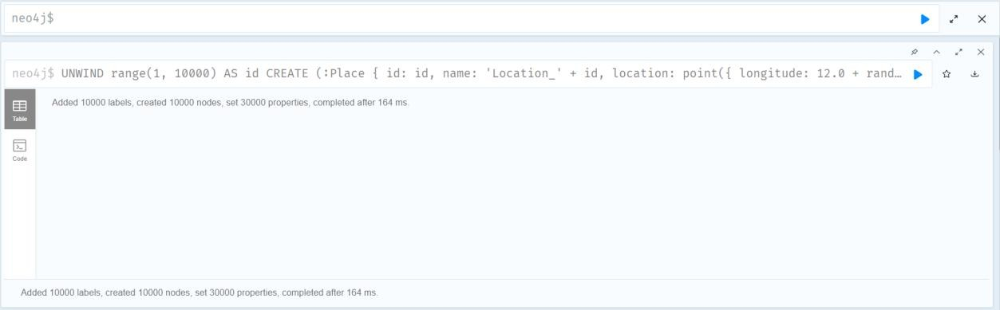 neo4j$
neo4j$ UNWIND range(1, 10000) AS id CREATE (:Place { id: id, name: 'Location_' + id, location: point({ longitude: 12.0 + rand…
Added 10000 labels, created 10000 nodes, set 30000 properties, completed after 164 ms.
Table
Code
Added 10000 labels, created 10000 nodes, set 30000 properties, completed after 164 ms.